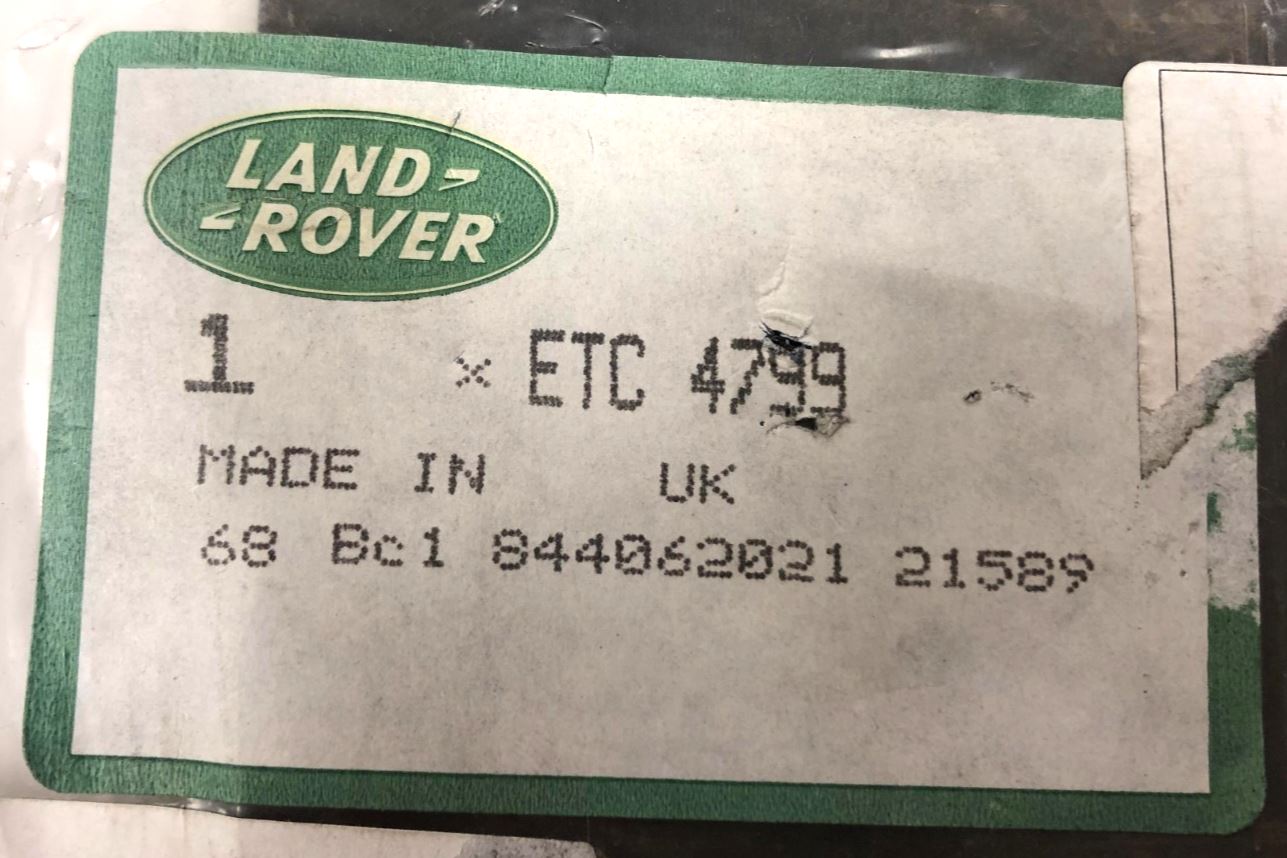 LAND
ROVER
1 × ETC 4799
MADE IN UK
68 Bc1 844062021 21589